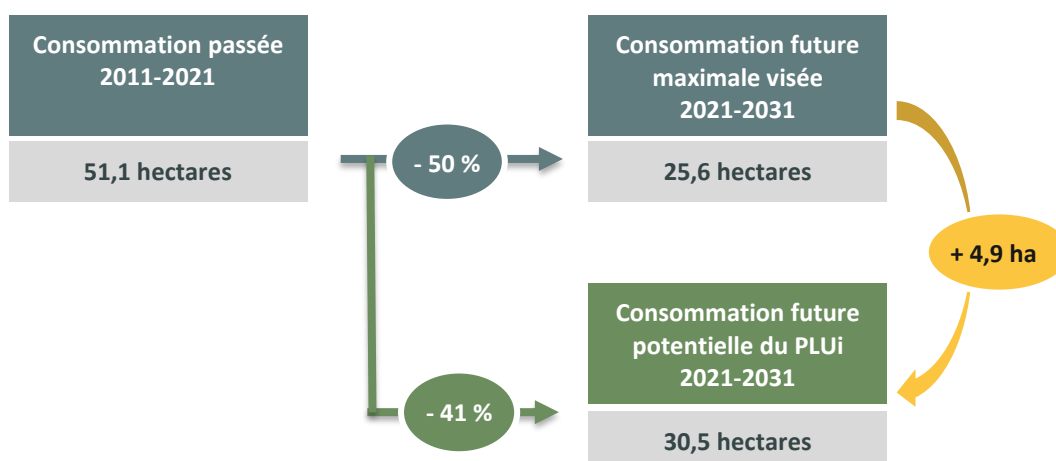 Consommation passée
2011-2021
51,1 hectares
- 50 %
Consommation future
maximale visée
2021-2031
25,6 hectares
+ 4,9 ha
- 41 %
Consommation future
potentielle du PLUi
2021-2031
30,5 hectares